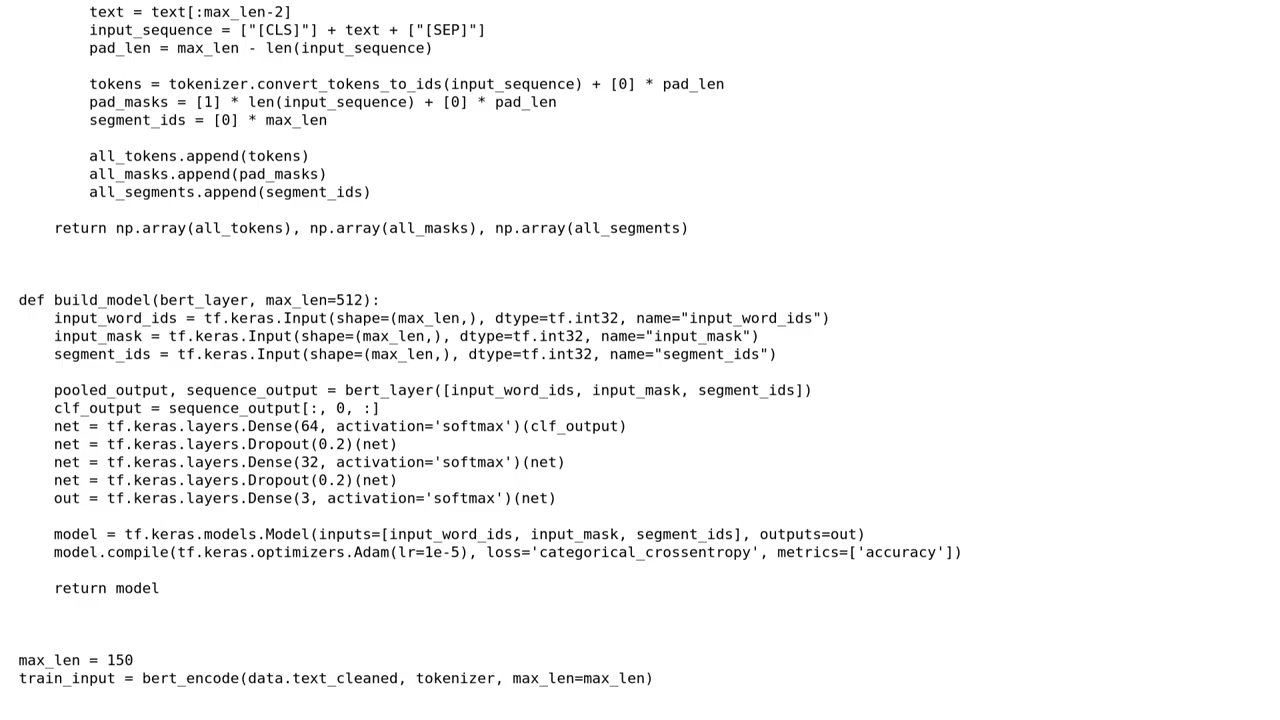 text = text[:max_len-2]
input_sequence = ["[CLS]"] + text + ["[SEP]"]
pad_len = max_len - len(input_sequence)
tokens = tokenizer.convert_tokens_to_ids(input_sequence) + [0] * pad_len
pad_masks = [1] * len(input_sequence) + [0] * pad_len
segment_ids = [0] * max_len
all_tokens.append(tokens)
all_masks.append(pad_masks)
all_segments.append(segment_ids)
return np.array(all_tokens), np.array(all_masks), np.array(all_segments)
def build_model(bert_layer, max_len=512):
input_word_ids = tf.keras.Input(shape=(max_len,), dtype=tf.int32, name="input_word_ids")
input_mask = tf.keras.Input(shape=(max_len,), dtype=tf.int32, name="input_mask")
segment_ids = tf.keras.Input(shape=(max_len,), dtype=tf.int32, name="segment_ids")
pooled_output, sequence_output = bert_layer([input_word_ids, input_mask, segment_ids])
clf_output = sequence_output[:, 0, :]
net = tf.keras.layers.Dense(64, activation='softmax')(clf_output)
net = tf.keras.layers.Dropout(0.2)(net)
net = tf.keras.layers.Dense(32, activation='softmax')(net)
net = tf.keras.layers.Dropout(0.2)(net)
out = tf.keras.layers.Dense(3, activation='softmax')(net)
model = tf.keras.models.Model(inputs=[input_word_ids, input_mask, segment_ids], outputs=out)
model.compile(tf.keras.optimizers.Adam(lr=1e-5), loss='categorical_crossentropy', metrics=['accuracy'])
return model
max_len = 150
train_input = bert_encode(data.text_cleaned, tokenizer, max_len=max_len)